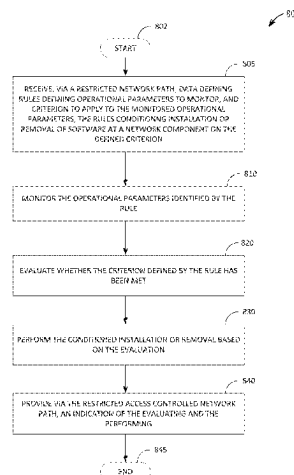 80
802
START
805
RECEIVE, VIA A RESTRICTED NETWORK PATH, DATA DEFINING
RULES DEFINING OPERATIONAL PARAMETERS TO MONITOR, AND
CRITERION TO APPLY TO THE MONITORED OPERATIONAL
PARAMETERS, THE RULES CONDITIONING INSTALLATION OR
REMOVAL OF SOFTWARE AT A NETWORK COMPONENT ON THE
DEFINED CRITERION
810
MONITOR THE OPERATIONAL PARAMETERS IDENTIFIED BY THE
RULE
820
EVALUATE WHETHER THE CRITERION DEFINED BY THE RULE HAS
BEEN MET
830
PERFORM THE CONDITIONED INSTALLATION OR REMOVAL BASED
ON THE EVALUATION
840
PROVIDE VIA THE RESTRICTED ACCESS CONTROLLED NETWORK
PATH, AN INDICATION OF THE EVALUATING AND THE
PERFORMING
845
END